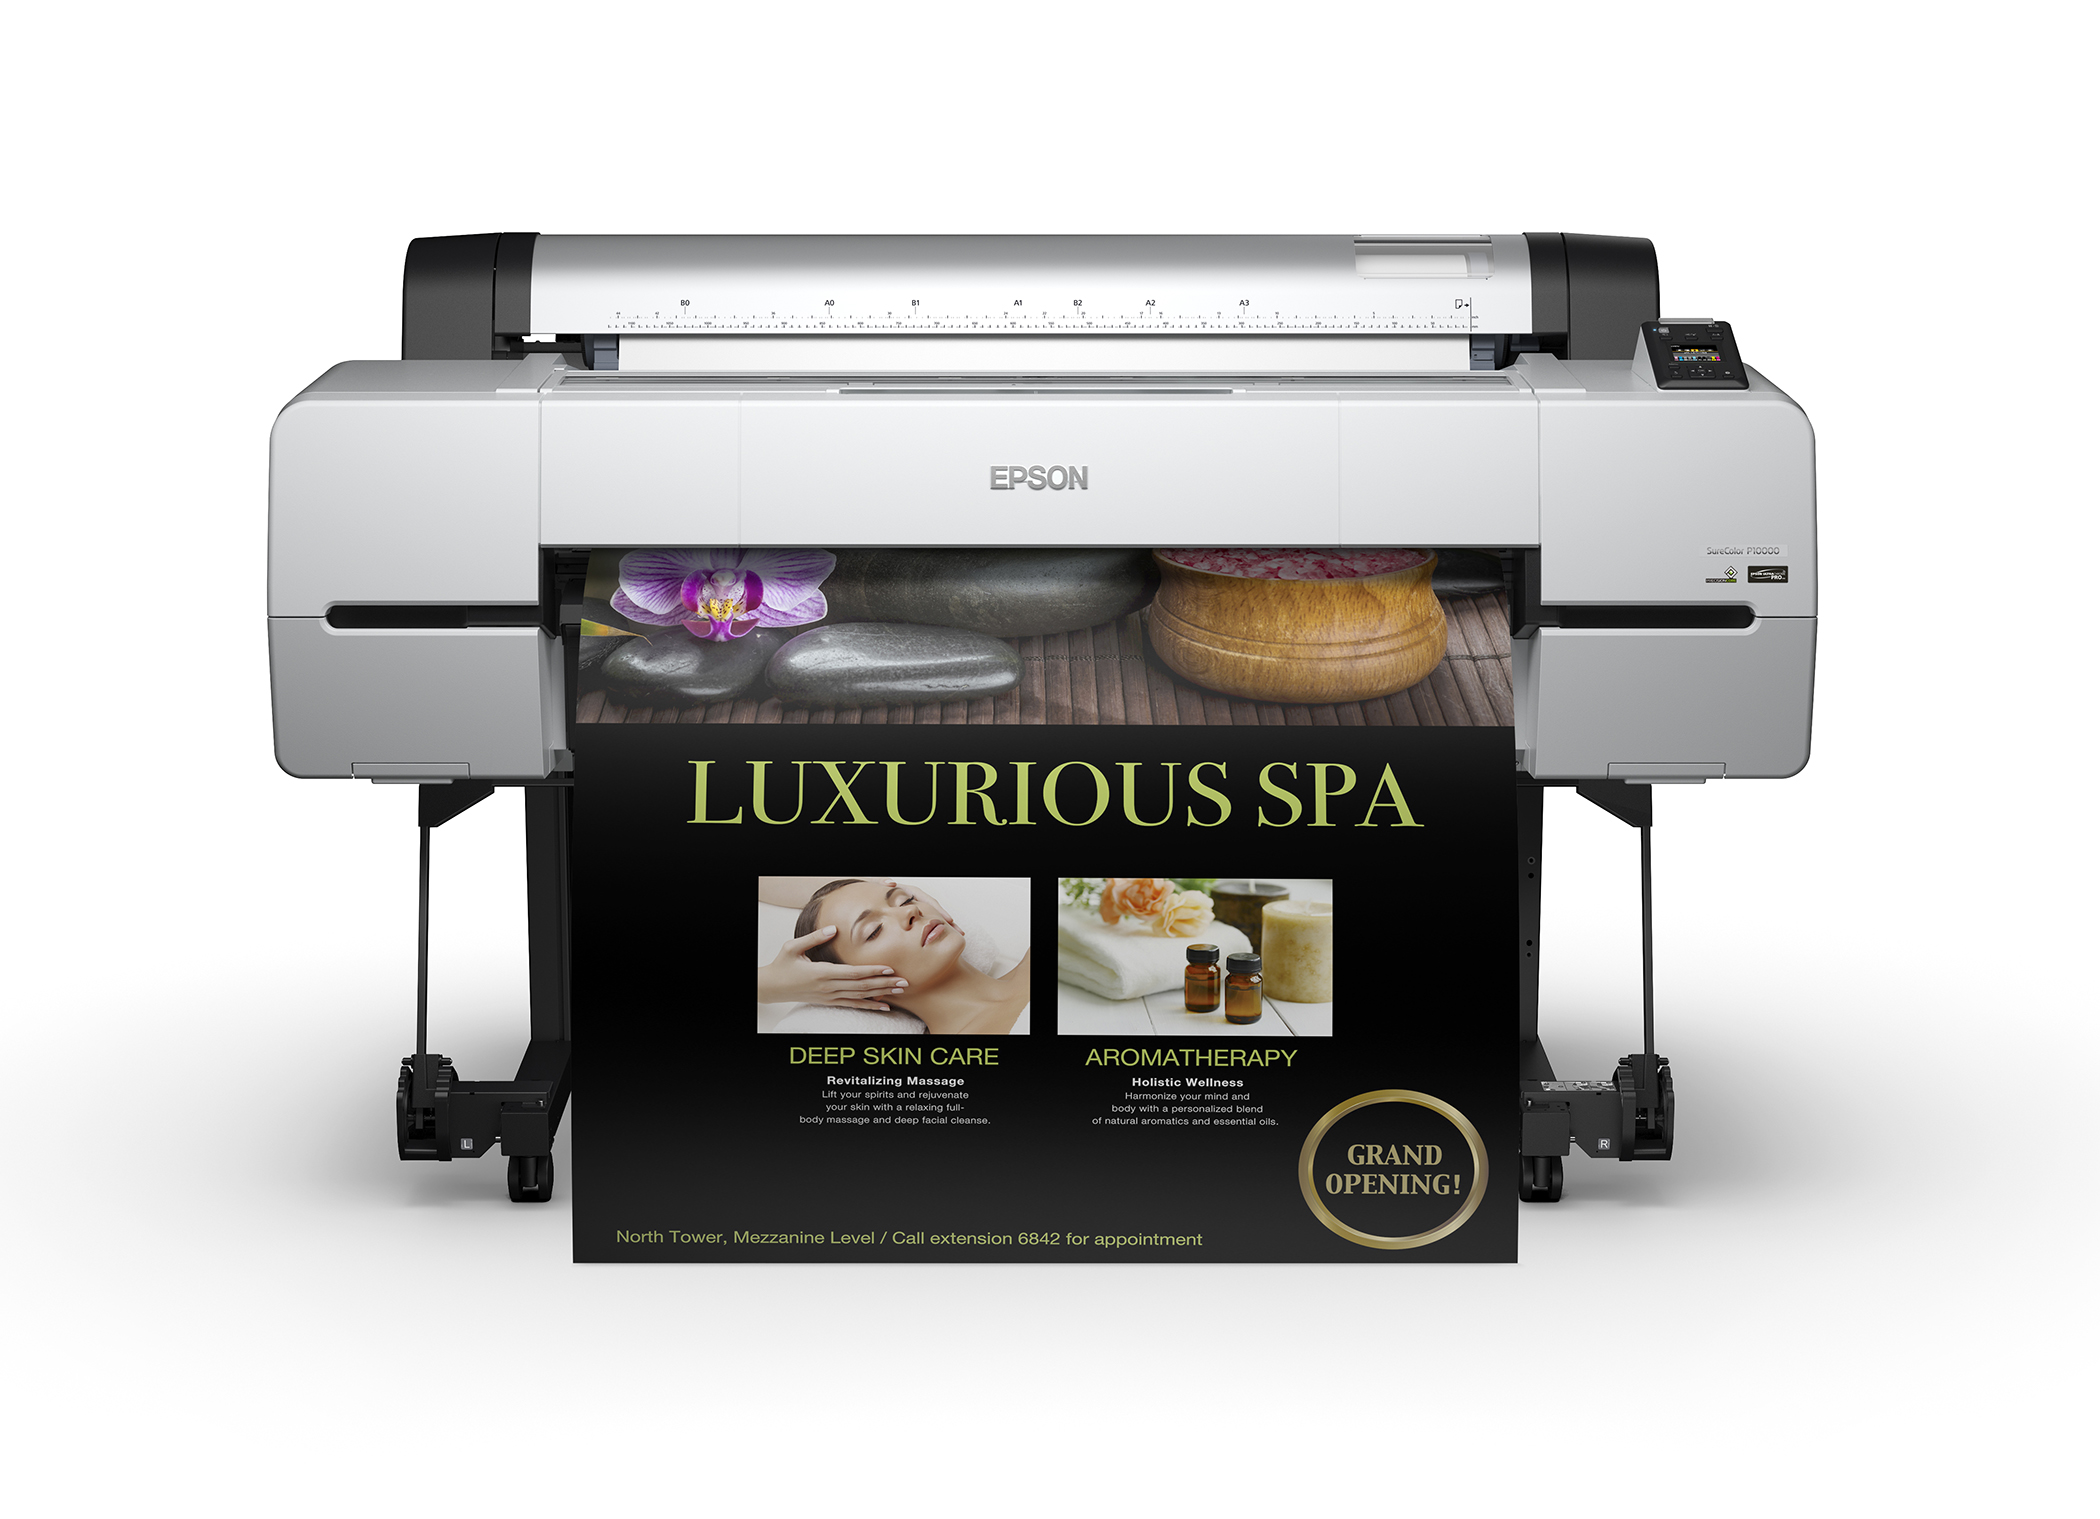 B0 A0 B1 A1 B2 A2 A3
EPSON
SureColor P10000
LUXURIOUS SPA
DEEP SKIN CARE
Revitalizing Massage
Lift your spirits and rejuvenate
your skin with a relaxing full-
body massage and deep facial cleanse.
AROMATHERAPY
Holistic Wellness
Harmonize your mind and
body with a personalized blend
of natural aromatics and essential oils.
GRAND
OPENING!
L
R
North Tower, Mezzanine Level / Call extension 6842 for appointment